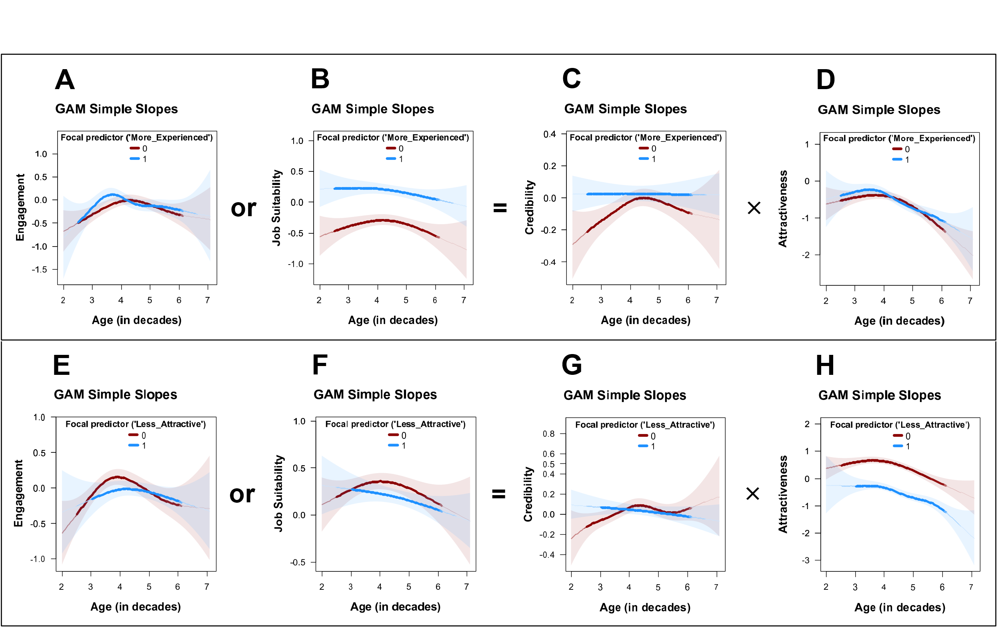 A
GAM Simple Slopes
Focal predictor ('More_Experienced')
0
1
Engagement
1.0
0.5
0.0
-0.5
-1.0
-1.5
2 3 4 5 6 7
Age (in decades)
or
B
GAM Simple Slopes
Focal predictor ('More_Experienced')
0
1
Job Suitability
1.0
0.5
0.0
-0.5
-1.0
2 3 4 5 6 7
Age (in decades)
=
C
GAM Simple Slopes
Focal predictor ('More_Experienced')
0
1
Credibility
0.4
0.2
0.0
-0.2
-0.4
2 3 4 5 6 7
Age (in decades)
×
D
GAM Simple Slopes
Focal predictor ('More_Experienced')
0
1
Attractiveness
1
0
-1
-2
2 3 4 5 6 7
Age (in decades)
E
GAM Simple Slopes
Focal predictor ('Less_Attractive')
0
1
Engagement
1.0
0.5
0.0
-0.5
-1.0
2 3 4 5 6 7
Age (in decades)
or
F
GAM Simple Slopes
Focal predictor ('Less_Attractive')
0
1
Job Suitability
1.0
0.5
0.0
-0.5
2 3 4 5 6 7
Age (in decades)
=
G
GAM Simple Slopes
Focal predictor ('Less_Attractive')
0
1
Credibility
0.8
0.6
0.5
0.4
0.2
0.0
-0.2
-0.4
2 3 4 5 6 7
Age (in decades)
×
H
GAM Simple Slopes
Focal predictor ('Less_Attractive')
0
1
Attractiveness
2
1
0
-1
-2
-3
2 3 4 5 6 7
Age (in decades)